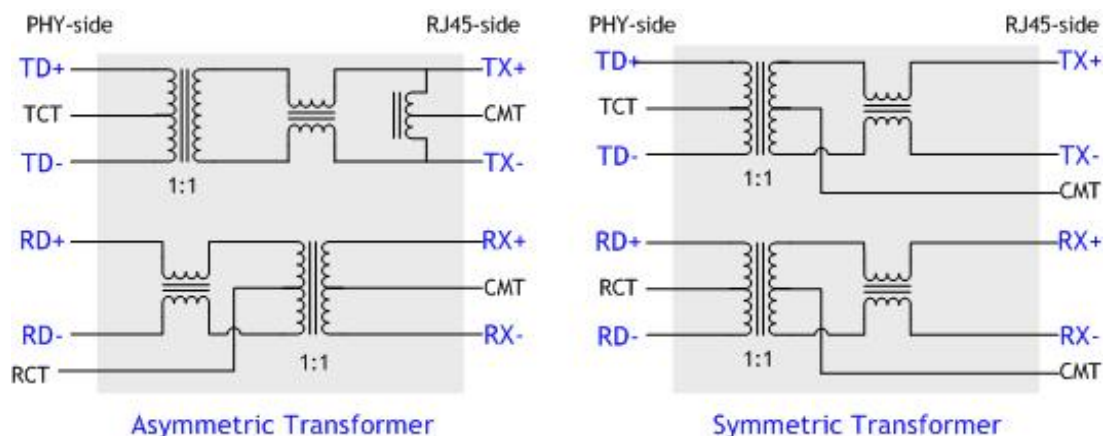 PHY-side RJ45-side PHY-side RJ45-side
TD+ TX+ TD+ TX+
TCT CMT TCT
TD- TX- TD- TX-
1:1 1:1 CMT
RD+ RX+ RD+ RX+
CMT RCT
RD- RX- RD- RX-
RCT 1:1 1:1 CMT
Asymmetric Transformer Symmetric Transformer